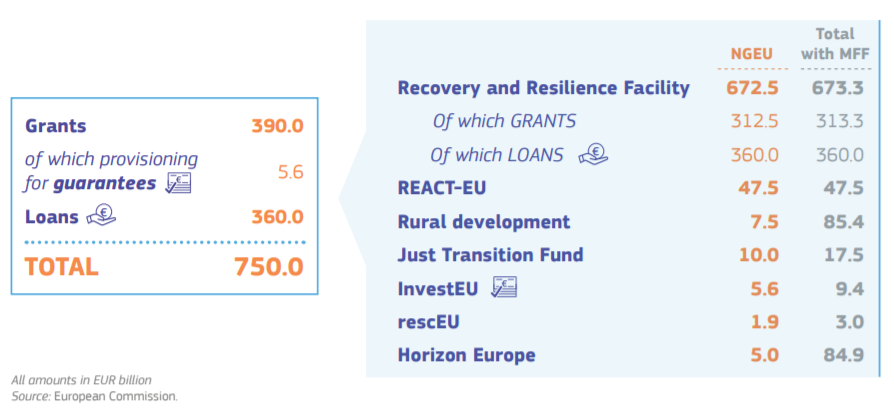 Grants 390.0
of which provisioning
for guarantees 5.6
Loans 360.0
TOTAL 750.0
All amounts in EUR billion
Source: European Commission.
NGEU Total
with MFF
Recovery and Resilience Facility 672.5 673.3
Of which GRANTS 312.5 313.3
Of which LOANS 360.0 360.0
REACT-EU 47.5 47.5
Rural development 7.5 85.4
Just Transition Fund 10.0 17.5
InvestEU 5.6 9.4
rescEU 1.9 3.0
Horizon Europe 5.0 84.9